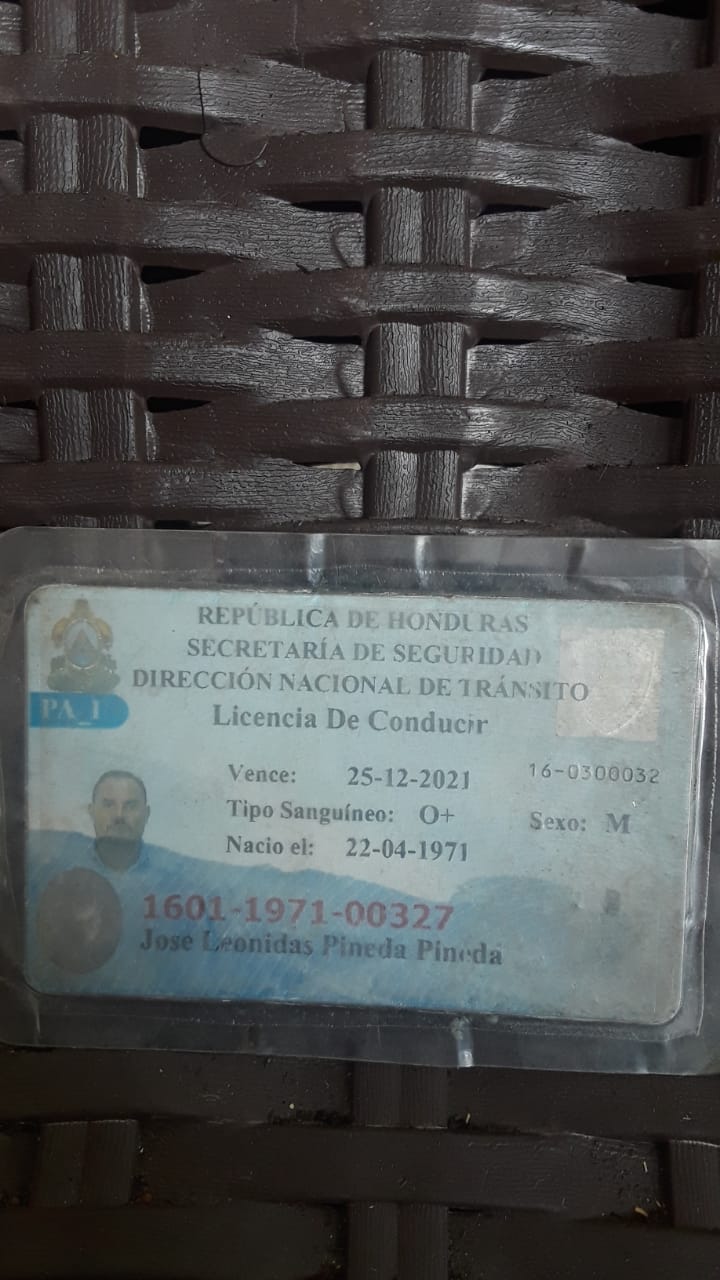 REPÚBLICA DE HONDURAS
SECRETARÍA DE SEGURIDAD
DIRECCIÓN NACIONAL DE TRÁNSITO
PA_1
Licencia De Conducir
Vence: 25-12-2021 16-0300032
Tipo Sanguíneo: O+ Sexo: M
Nacio el: 22-04-1971
1601-1971-00327
Jose Leonidas Pineda Pineda